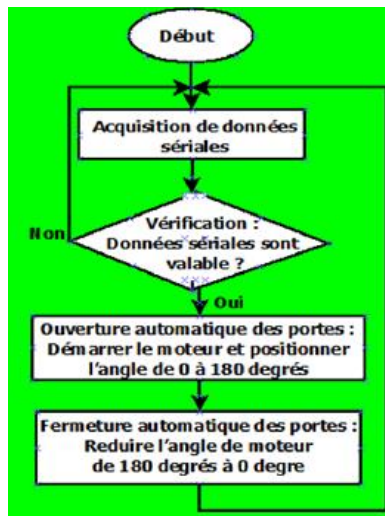 Début
Acquisition de données
sériales
Vérification :
Données sériales sont
valable ?
Non
Oui
Ouverture automatique des portes :
Démarrer le moteur et positionner
l'angle de 0 à 180 degrés
Fermeture automatique des portes :
Reduire l'angle de moteur
de 180 degrés à 0 degre